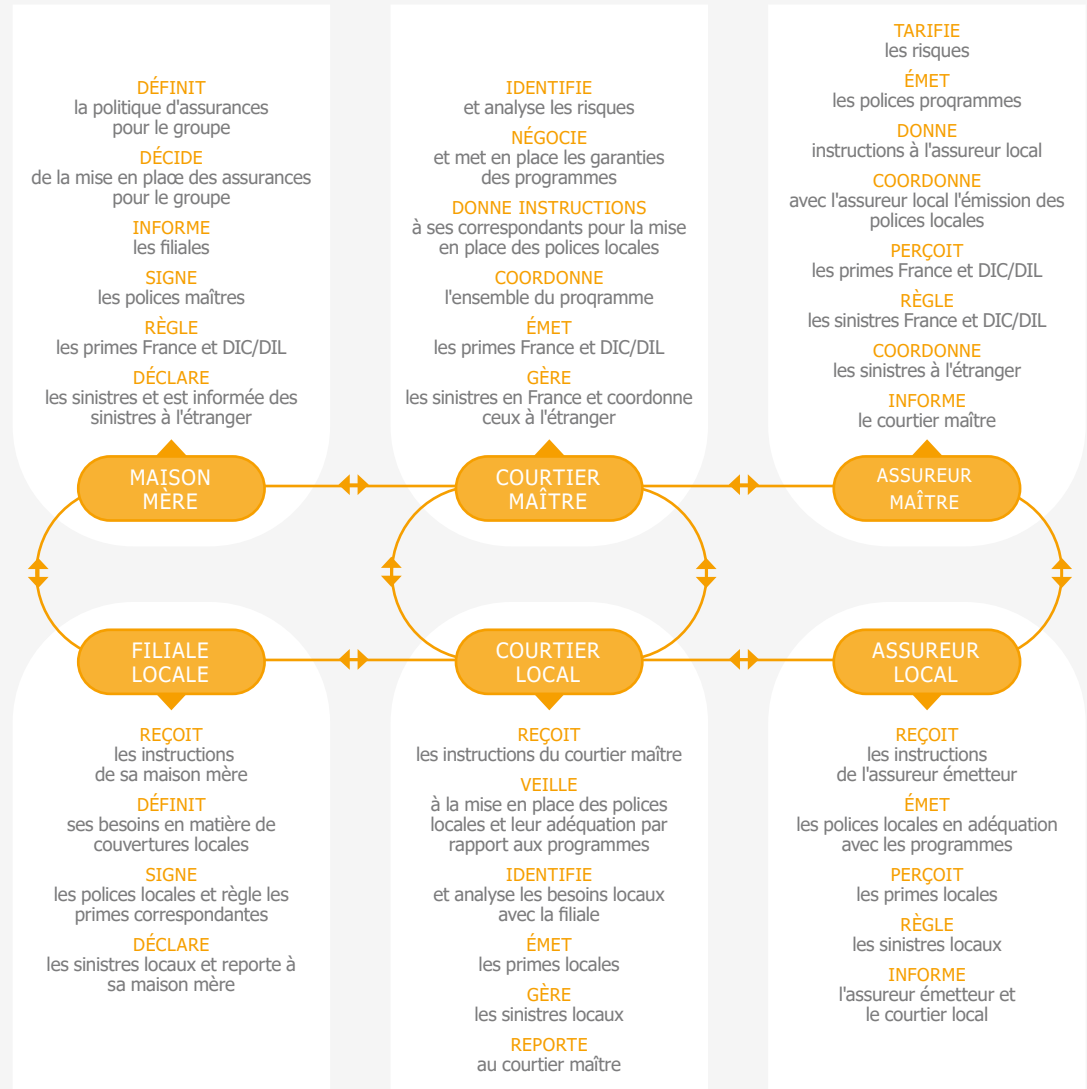 DÉFINIT
la politique d'assurances
pour le groupe
DÉCIDE
de la mise en place des assurances
pour le groupe
INFORME
les filiales
SIGNE
les polices maîtres
RÈGLE
les primes France et DIC/DIL
DÉCLARE
les sinistres et est informée des
sinistres à l'étranger
MAISON
MÈRE
IDENTIFIE
et analyse les risques
NÉGOCIE
et met en place les garanties
des programmes
DONNE INSTRUCTIONS
à ses correspondants pour la mise
en place des polices locales
COORDONNE
l'ensemble du programme
ÉMET
les primes France et DIC/DIL
GÈRE
les sinistres en France et coordonne
ceux à l'étranger
COURTIER
MAÎTRE
TARIFIE
les risques
ÉMET
les polices programmes
DONNE
instructions à l'assureur local
COORDONNE
avec l'assureur local l'émission des
polices locales
PERÇOIT
les primes France et DIC/DIL
RÈGLE
les sinistres France et DIC/DIL
COORDONNE
les sinistres à l'étranger
INFORME
le courtier maître
ASSUREUR
MAÎTRE
FILIALE
LOCALE
REÇOIT
les instructions
de sa maison mère
DÉFINIT
ses besoins en matière de
couvertures locales
SIGNE
les polices locales et règle les
primes correspondantes
DÉCLARE
les sinistres locaux et reporte à
sa maison mère
COURTIER
LOCAL
REÇOIT
les instructions du courtier maître
VEILLE
à la mise en place des polices
locales et leur adéquation par
rapport aux programmes
IDENTIFIE
et analyse les besoins locaux
avec la filiale
ÉMET
les primes locales
GÈRE
les sinistres locaux
REPORTE
au courtier maître
ASSUREUR
LOCAL
REÇOIT
les instructions
de l'assureur émetteur
ÉMET
les polices locales en adéquation
avec les programmes
PERÇOIT
les primes locales
RÈGLE
les sinistres locaux
INFORME
l'assureur émetteur et
le courtier local